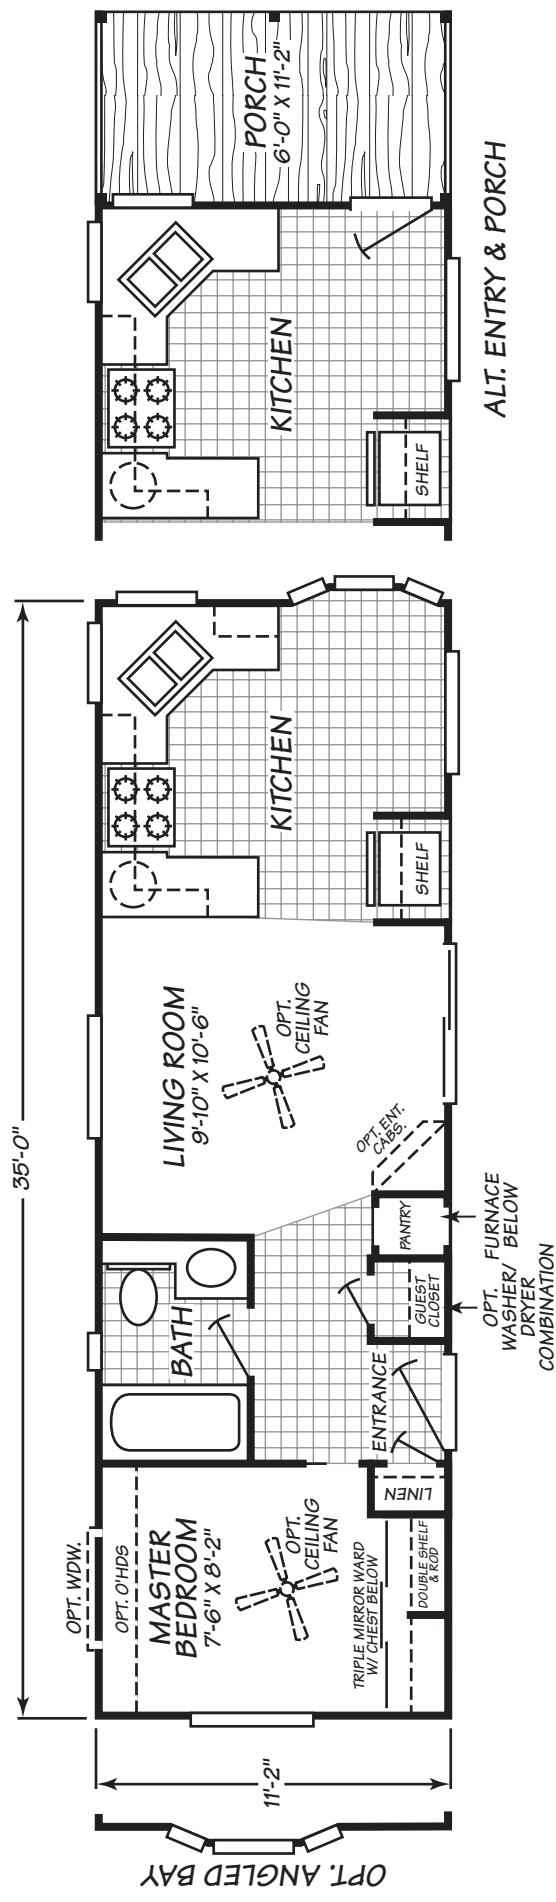 PORCH
6'-0" X 11'-2"
ALT. ENTRY & PORCH
KITCHEN
SHELF
35'-0"
KITCHEN
SHELF
LIVING ROOM
9'-10" X 10'-6"
OPT.
CEILING
FAN
OPT. ENT.
CABS.
PANTRY
FURNACE
BELOW
GUEST
CLOSET
OPT.
WASHER/
DRYER
COMBINATION
BATH
ENTRANCE
LINEN
OPT. WDW.
OPT. O'HDS
MASTER
BEDROOM
7'-6" X 8'-2"
OPT.
CEILING
FAN
TRIPLE MIRROR WARD
W/ CHEST BELOW
DOUBLE SHELF
& ROD
11'-2"
OPT. ANGLED BAY